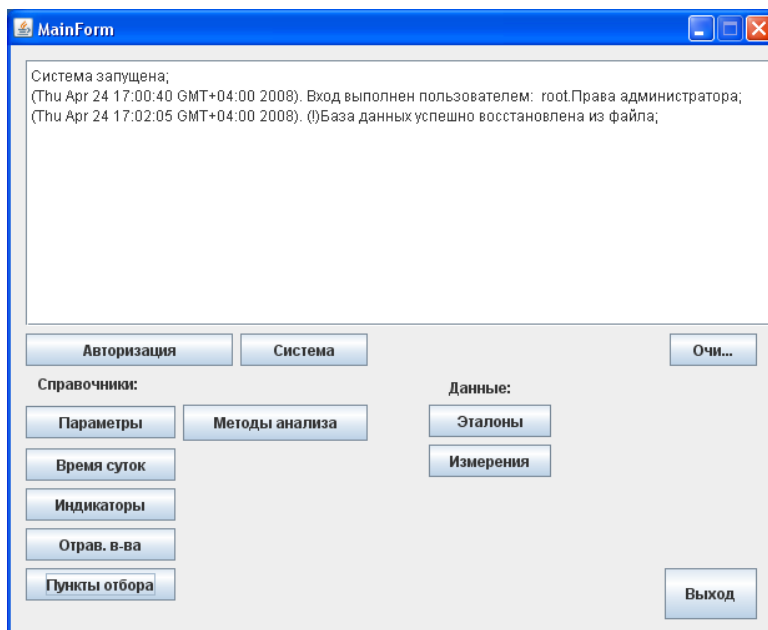 MainForm
Система запущена;
(Thu Apr 24 17:00:40 GMT+04:00 2008). Вход выполнен пользователем:  root.Права администратора;
(Thu Apr 24 17:02:05 GMT+04:00 2008). (!)База данных успешно восстановлена из файла;
Авторизация Система Очи...
Справочники: Данные:
Параметры Методы анализа Эталоны
Время суток Измерения
Индикаторы
Отрав. в-ва
Пункты отбора Выход